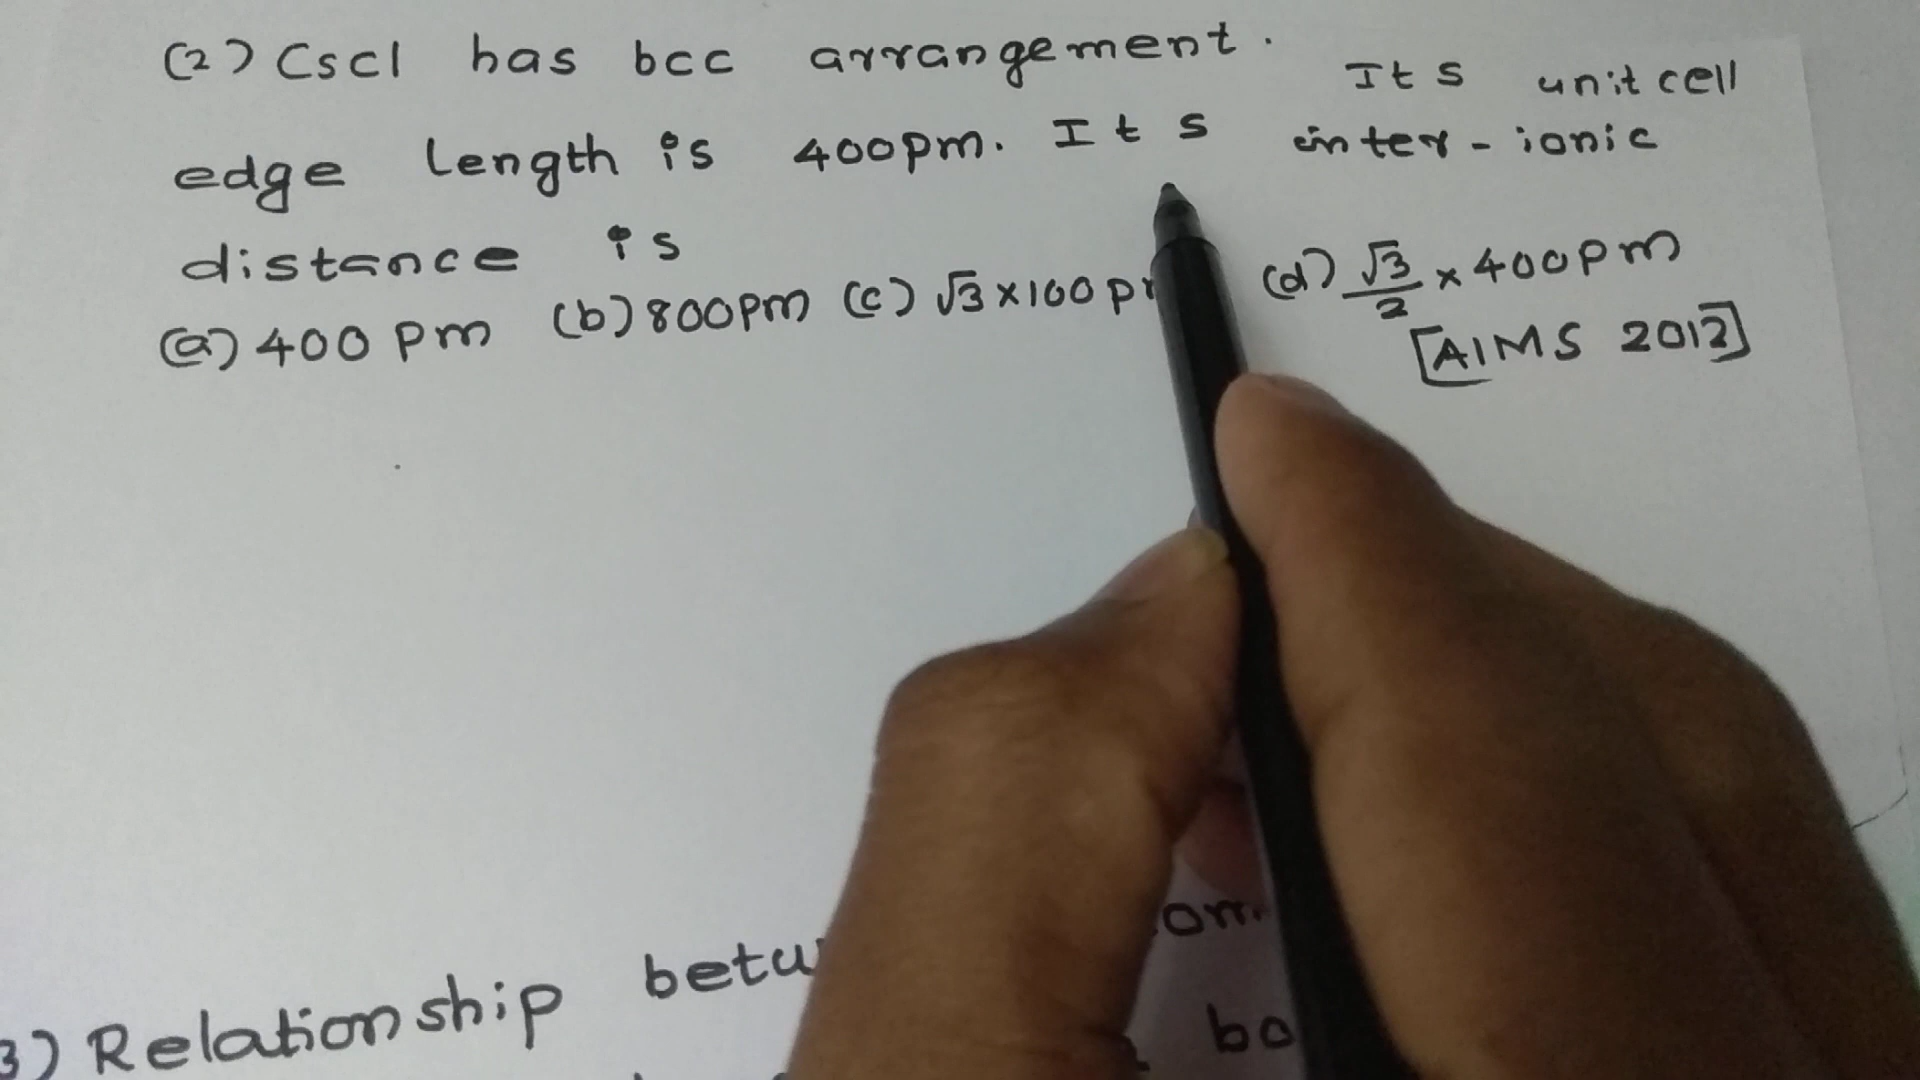 (2) CsCl has bcc arrangement. Its unit cell
edge length is 400pm. Its inter-ionic
distance is
(a) 400 pm (b) 800pm (c) √3 × 100 p (d) √3/2 × 400pm
[AIMS 2012]
3) Relationship